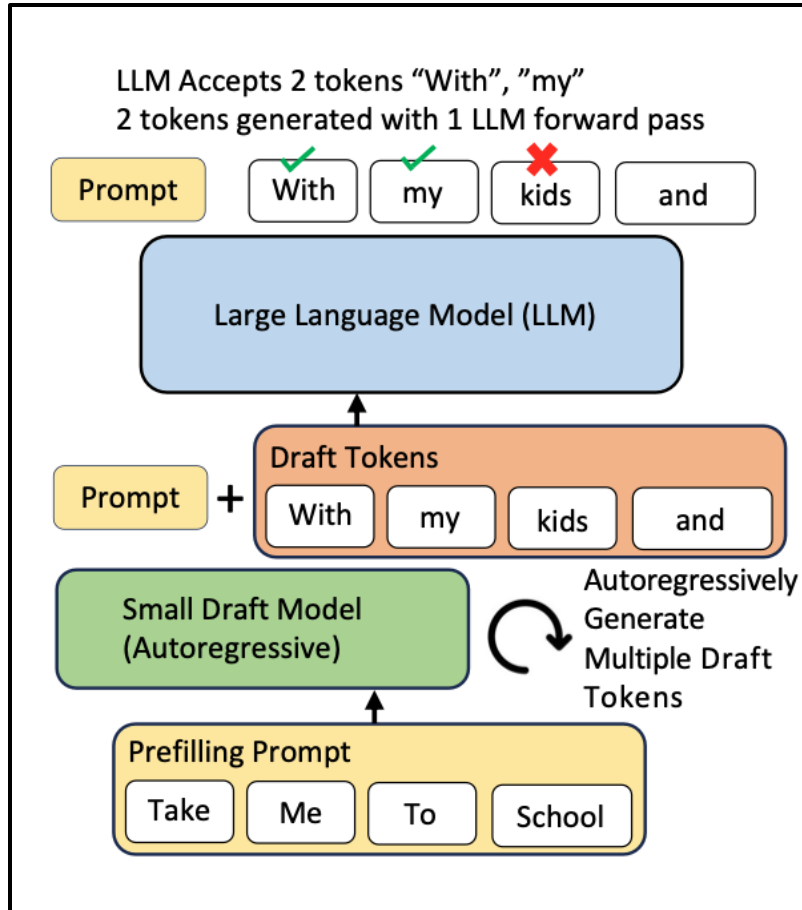 LLM Accepts 2 tokens “With”, ”my”
2 tokens generated with 1 LLM forward pass
Prompt With my kids and
Large Language Model (LLM)
Draft Tokens
Prompt + With my kids and
Small Draft Model
(Autoregressive)
Autoregressively
Generate
Multiple Draft
Tokens
Prefilling Prompt
Take Me To School